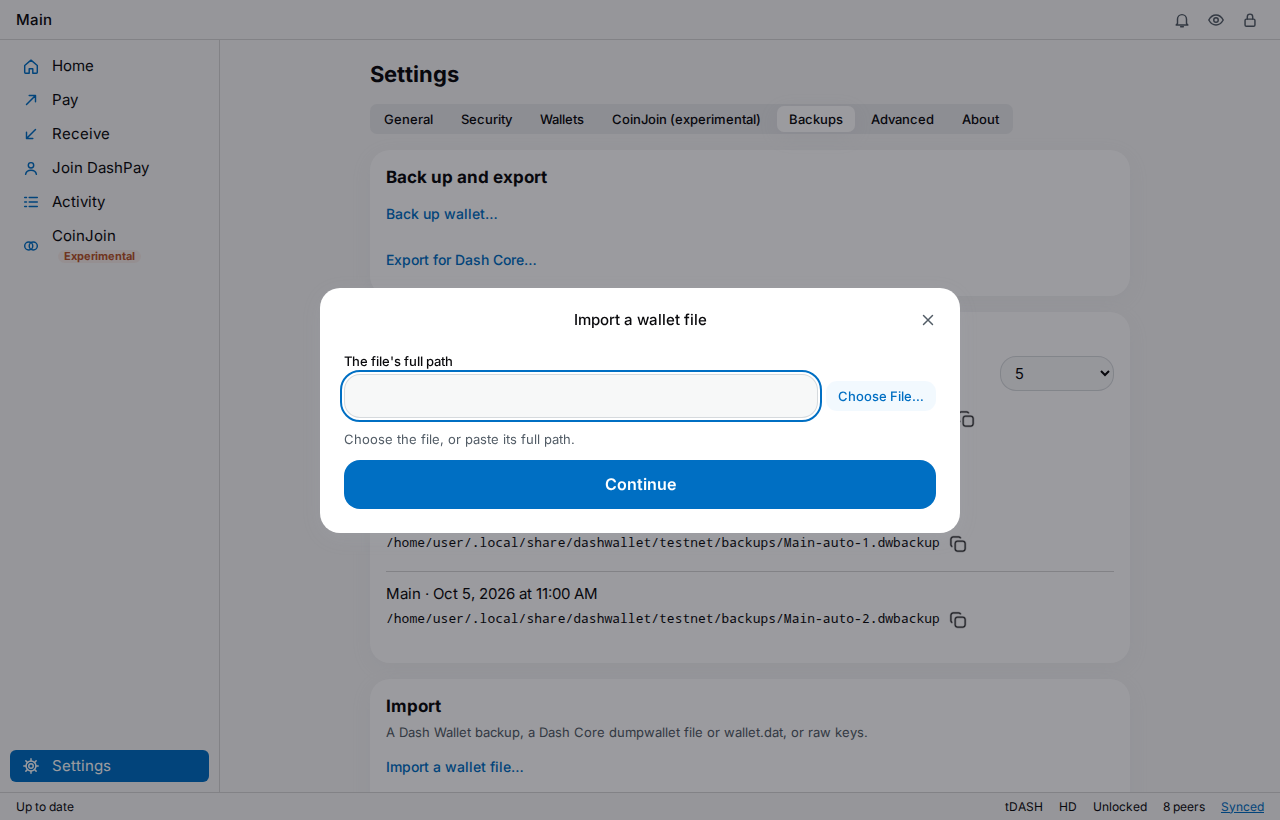 Main
Home
Pay
Receive
Join DashPay
Activity
CoinJoin
Experimental
Settings
Settings
General Security Wallets CoinJoin (experimental) Backups Advanced About
Back up and export
Back up wallet...
Export for Dash Core...
5
Import a wallet file
The file's full path
Choose File...
Choose the file, or paste its full path.
Continue
/home/user/.local/share/dashwallet/testnet/backups/Main-auto-1.dwbackup
Main · Oct 5, 2026 at 11:00 AM
/home/user/.local/share/dashwallet/testnet/backups/Main-auto-2.dwbackup
Import
A Dash Wallet backup, a Dash Core dumpwallet file or wallet.dat, or raw keys.
Import a wallet file...
Up to date
tDASH HD Unlocked 8 peers Synced